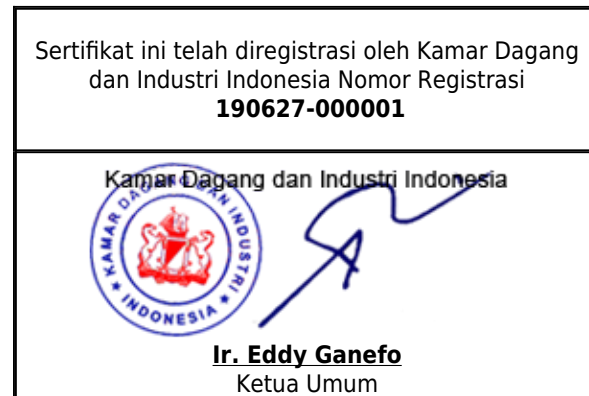 Sertifikat ini telah diregistrasi oleh Kamar Dagang
dan Industri Indonesia Nomor Registrasi
190627-000001
Kamar Dagang dan Industri Indonesia
KAMAR DAGANG DAN INDUSTRI
INDONESIA
Ir. Eddy Ganefo
Ketua Umum